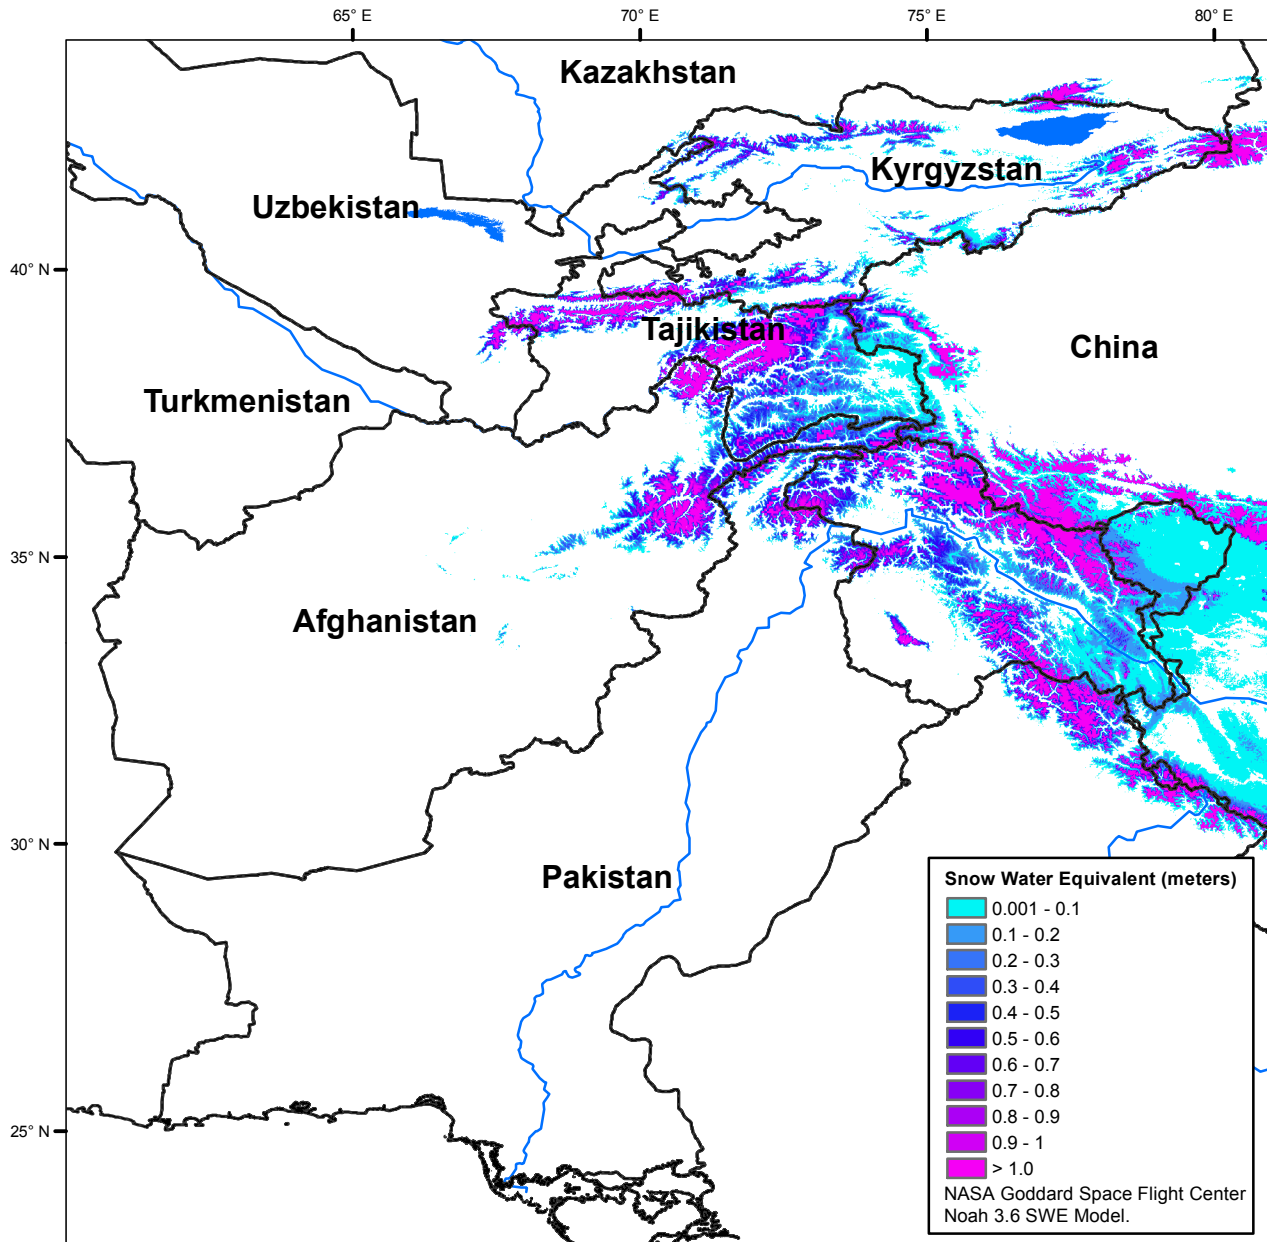 65° E
70° E
75° E
80° E
Kazakhstan
Kyrgyzstan
Uzbekistan
40° N
Tajikistan
China
Turkmenistan
35° N
Afghanistan
30° N
Pakistan
25° N
Snow Water Equivalent (meters)
0.001 - 0.1
0.1 - 0.2
0.2 - 0.3
0.3 - 0.4
0.4 - 0.5
0.5 - 0.6
0.6 - 0.7
0.7 - 0.8
0.8 - 0.9
0.9 - 1
> 1.0
NASA Goddard Space Flight Center
Noah 3.6 SWE Model.